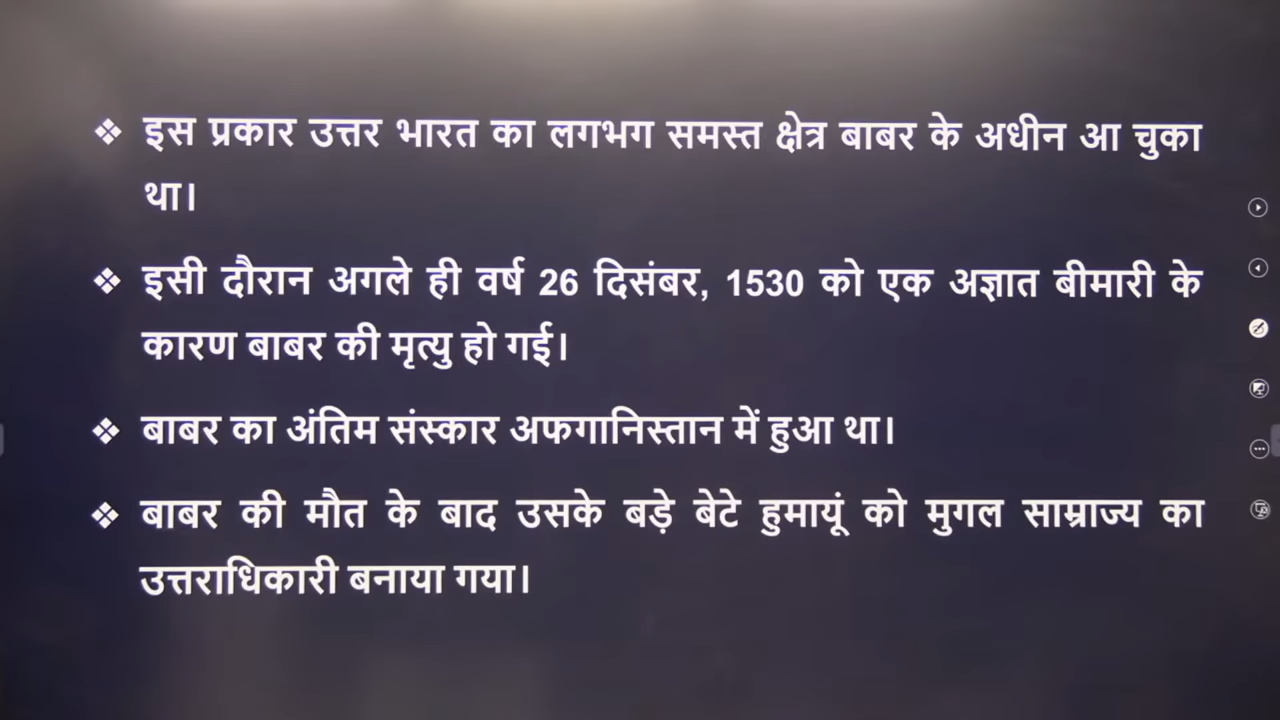 ❖ इस प्रकार उत्तर भारत का लगभग समस्त क्षेत्र बाबर के अधीन आ चुका
था।
❖ इसी दौरान अगले ही वर्ष 26 दिसंबर, 1530 को एक अज्ञात बीमारी के
कारण बाबर की मृत्यु हो गई।
❖ बाबर का अंतिम संस्कार अफगानिस्तान में हुआ था।
❖ बाबर की मौत के बाद उसके बड़े बेटे हुमायूं को मुगल साम्राज्य का
उत्तराधिकारी बनाया गया।